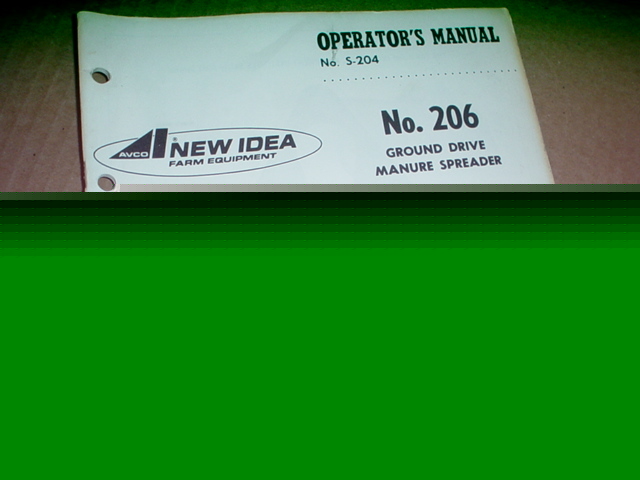 OPERATOR'S MANUAL
No. S-204
No. 206
GROUND DRIVE
MANURE SPREADER
AVCO NEW IDEA
FARM EQUIPMENT